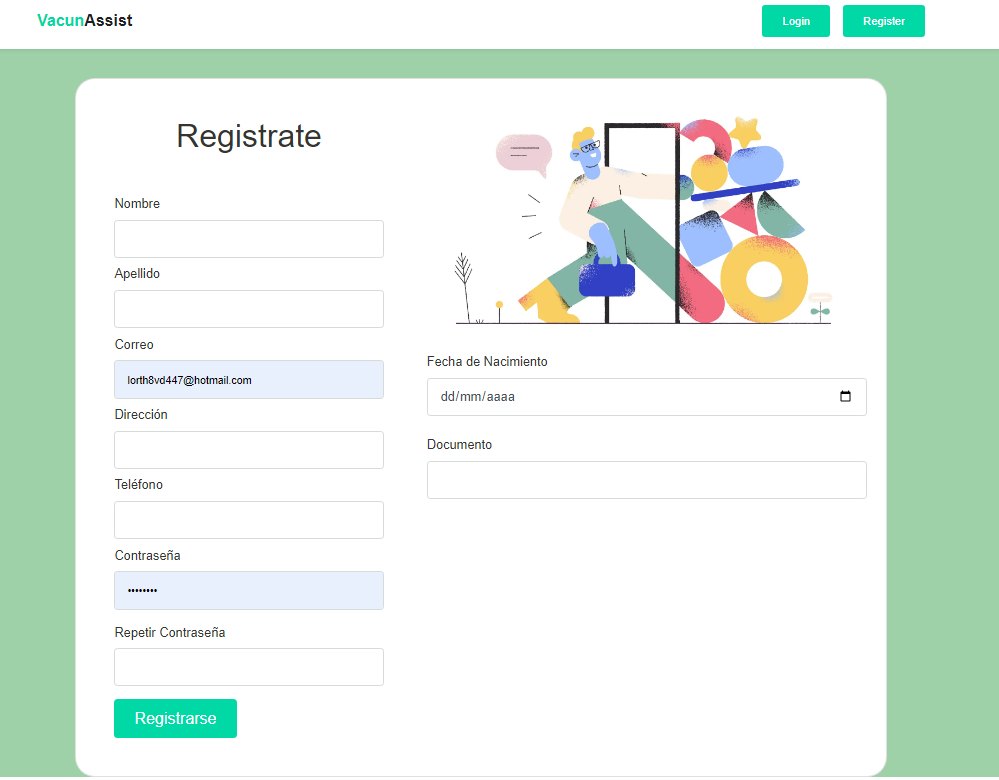 VacunAssist
Login
Register
Registrate
Nombre
Apellido
Correo
lorth8vd447@hotmail.com
Dirección
Teléfono
Contraseña
••••••••
Repetir Contraseña
Registrarse
Fecha de Nacimiento
dd/mm/aaaa
Documento